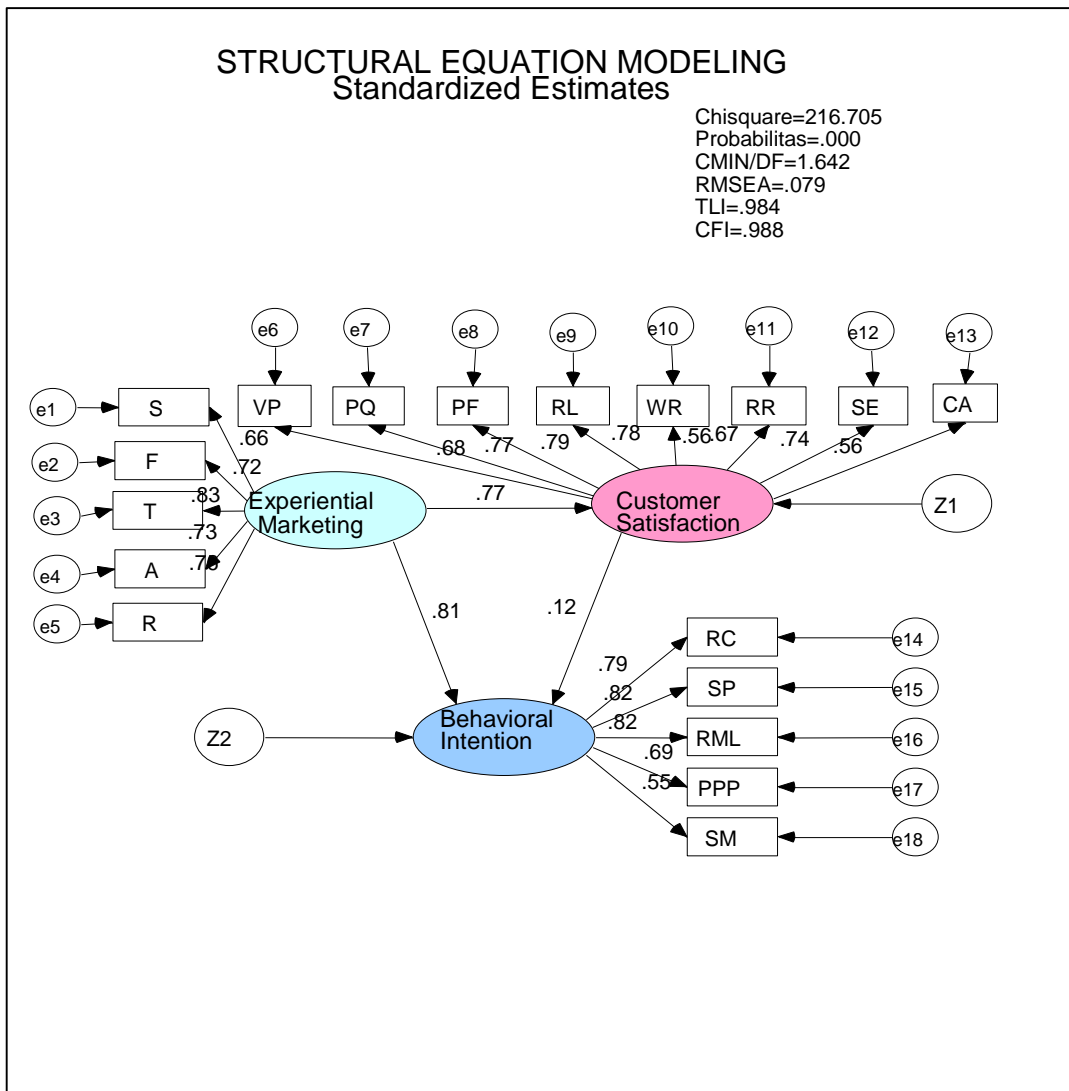 STRUCTURAL EQUATION MODELING
Standardized Estimates
Chisquare=216.705
Probabilitas=.000
CMIN/DF=1.642
RMSEA=.079
TLI=.984
CFI=.988
e6
e7
e8
e9
e10
e11
e12
e13
e1
S
VP
PQ
PF
RL
WR
RR
SE
CA
.66
.68
.77
.79
.78
.56
.67
.74
.56
e2
F
.72
.83
e3
T
Experiential
Marketing
.77
Customer
Satisfaction
Z1
.73
e4
A
e5
R
.81
.12
RC
e14
.79
SP
e15
.82
.82
Z2
Behavioral
Intention
RML
e16
.69
PPP
e17
.55
SM
e18